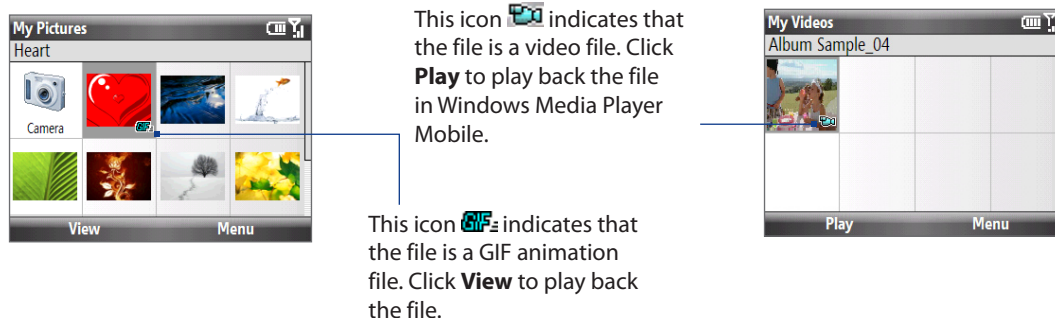 My Pictures
Heart
Camera
GIF
View Menu
This icon indicates that
the file is a video file. Click
Play to play back the file
in Windows Media Player
Mobile.
This icon GIF indicates that
the file is a GIF animation
file. Click View to play back
the file.
My Videos
Album Sample_04
Play Menu